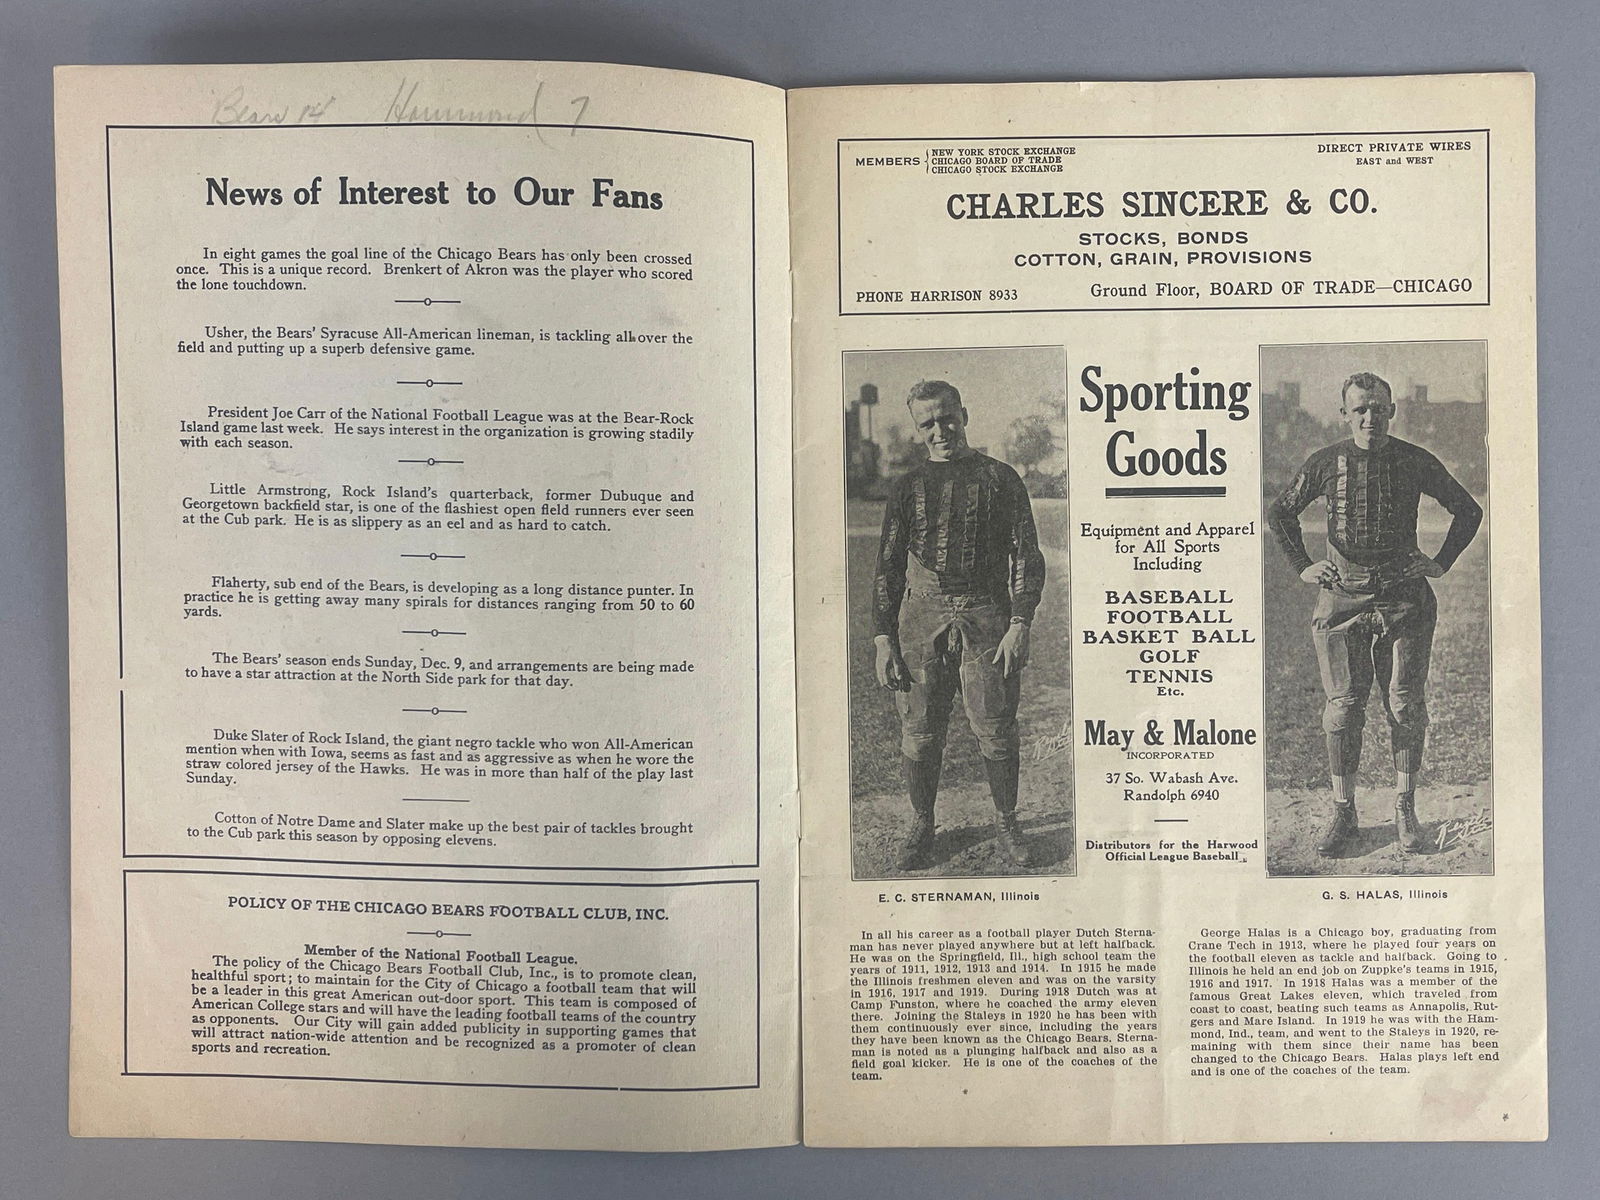 Bears 14 Hammond 7
News of Interest to Our Fans
In eight games the goal line of the Chicago Bears has only been crossed
once. This is a unique record. Brenkert of Akron was the player who scored
the lone touchdown.
Usher, the Bears' Syracuse All-American lineman, is tackling all over the
field and putting up a superb defensive game.
President Joe Carr of the National Football League was at the Bear-Rock
Island game last week. He says interest in the organization is growing stadily
with each season.
Little Armstrong, Rock Island's quarterback, former Dubuque and
Georgetown backfield star, is one of the flashiest open field runners ever seen
at the Cub park. He is as slippery as an eel and as hard to catch.
Flaherty, sub end of the Bears, is developing as a long distance punter. In
practice he is getting away many spirals for distances ranging from 50 to 60
yards.
The Bears' season ends Sunday, Dec. 9, and arrangements are being made
to have a star attraction at the North Side park for that day.
Duke Slater of Rock Island, the giant negro tackle who won All-American
mention when with Iowa, seems as fast and as aggressive as when he wore the
straw colored jersey of the Hawks. He was in more than half of the play last
Sunday.
Cotton of Notre Dame and Slater make up the best pair of tackles brought
to the Cub park this season by opposing elevens.
POLICY OF THE CHICAGO BEARS FOOTBALL CLUB, INC.
Member of the National Football League.
The policy of the Chicago Bears Football Club, Inc., is to promote clean,
healthful sport; to maintain for the City of Chicago a football team that will
be a leader in this great American out-door sport. This team is composed of
American College stars and will have the leading football teams of the country
as opponents. Our City will gain added publicity in supporting games that
will attract nation-wide attention and be recognized as a promoter of clean
sports and recreation.
MEMBERS
NEW YORK STOCK EXCHANGE
CHICAGO BOARD OF TRADE
CHICAGO STOCK EXCHANGE
DIRECT PRIVATE WIRES
EAST and WEST
CHARLES SINCERE & CO.
STOCKS, BONDS
COTTON, GRAIN, PROVISIONS
PHONE HARRISON 8933
Ground Floor, BOARD OF TRADE—CHICAGO
Sporting
Goods
Equipment and Apparel
for All Sports
Including
BASEBALL
FOOTBALL
BASKET BALL
GOLF
TENNIS
Etc.
May & Malone
INCORPORATED
37 So. Wabash Ave.
Randolph 6940
Distributors for the Harwood
Official League Baseball
E. C. STERNAMAN, Illinois
In all his career as a football player Dutch Sterna-
man has never played anywhere but at left halfback.
He was on the Springfield, Ill., high school team the
years of 1911, 1912, 1913 and 1914. In 1915 he made
the Illinois freshmen eleven and was on the varsity
in 1916, 1917 and 1919. During 1918 Dutch was at
Camp Funston, where he coached the army eleven
there. Joining the Staleys in 1920 he has been with
them continuously ever since, including the years
they have been known as the Chicago Bears. Sterna-
man is noted as a plunging halfback and also as a
field goal kicker. He is one of the coaches of the
team.
G. S. HALAS, Illinois
George Halas is a Chicago boy, graduating from
Crane Tech in 1913, where he played four years on
the football eleven as tackle and halfback. Going to
Illinois he held an end job on Zuppke's teams in 1915,
1916 and 1917. In 1918 Halas was a member of the
famous Great Lakes eleven, which traveled from
coast to coast, beating such teams as Annapolis, Rut-
gers and Mare Island. In 1919 he was with the Ham-
mond, Ind., team, and went to the Staleys in 1920, re-
maining with them since their name has been
changed to the Chicago Bears. Halas plays left end
and is one of the coaches of the team.